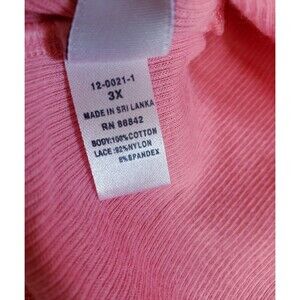 12-0021-1
3X
MADE IN SRI LANKA
RN 86842
BODY:100%COTTON
LACE:92%NYLON
8%SPANDEX